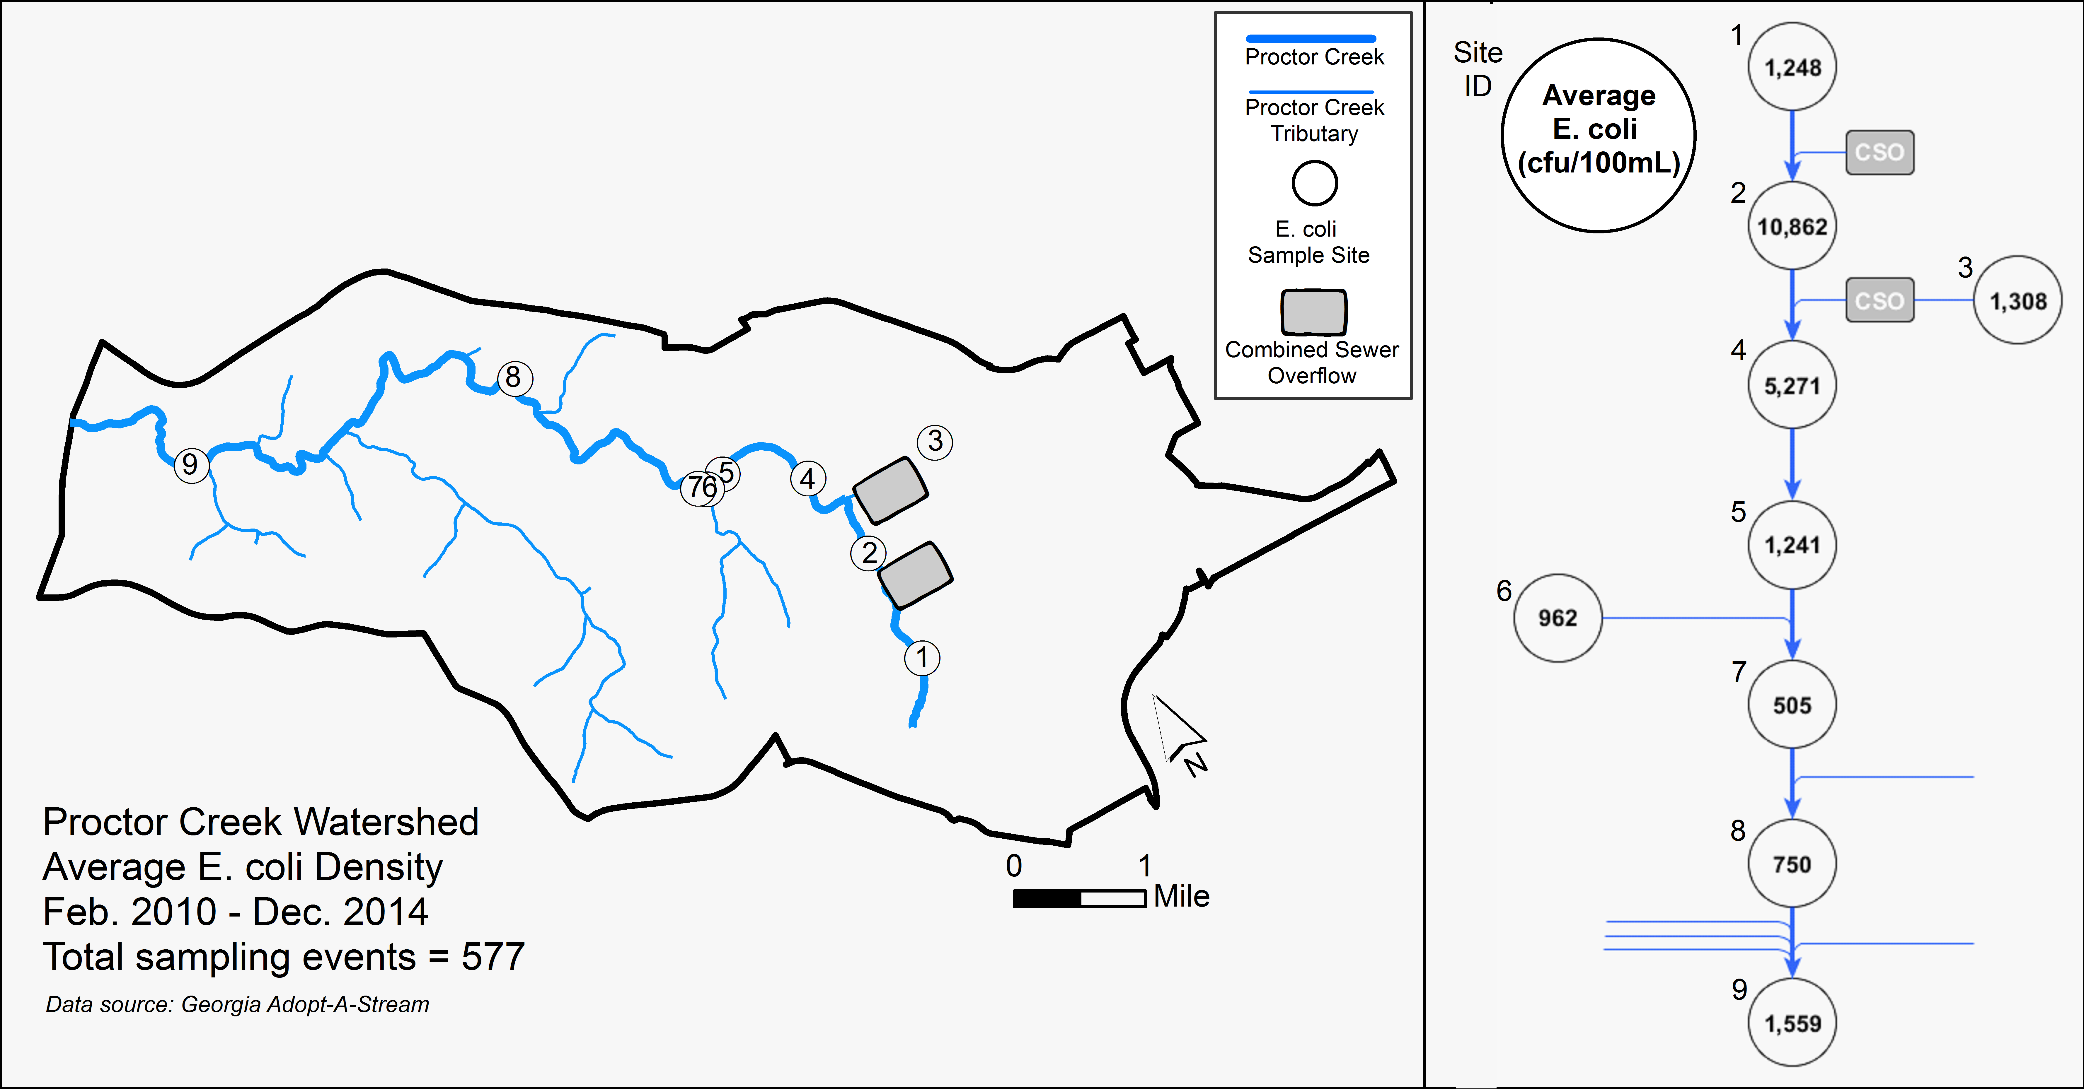 Proctor Creek
Proctor Creek
Tributary
E. coli
Sample Site
Combined Sewer
Overflow
8
9
3
5
76
4
2
1
N
0 1
Mile
Proctor Creek Watershed
Average E. coli Density
Feb. 2010 - Dec. 2014
Total sampling events = 577
Data source: Georgia Adopt-A-Stream
Site
ID
Average
E. coli
(cfu/100mL)
1
1,248
CSO
2
10,862
3
CSO
1,308
4
5,271
5
1,241
6
962
7
505
8
750
9
1,559